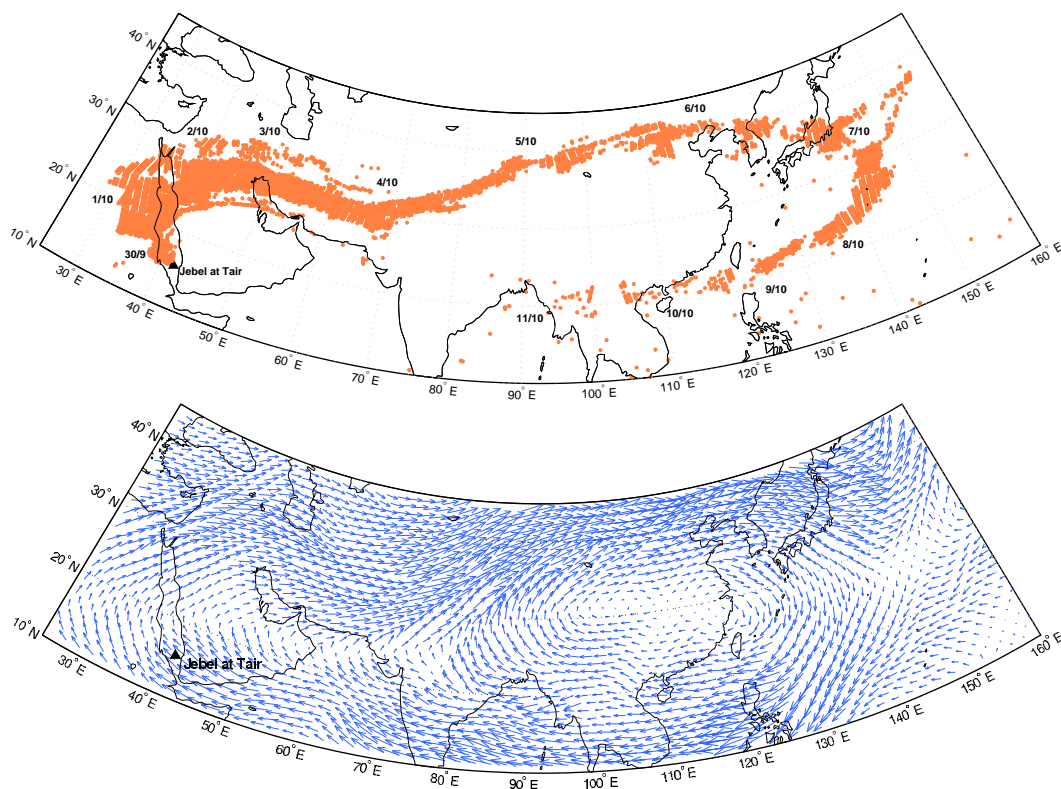 40° N
30° N
20° N
10° N
30° E
40° E
50° E
60° E
70° E
80° E
90° E
100° E
110° E
120° E
130° E
140° E
150° E
160° E
2/10
3/10
4/10
5/10
6/10
7/10
1/10
30/9
Jebel at Tair
8/10
9/10
10/10
11/10
40° N
30° N
20° N
10° N
30° E
40° E
50° E
60° E
70° E
80° E
90° E
100° E
110° E
120° E
130° E
140° E
150° E
160° E
Jebel at Tair